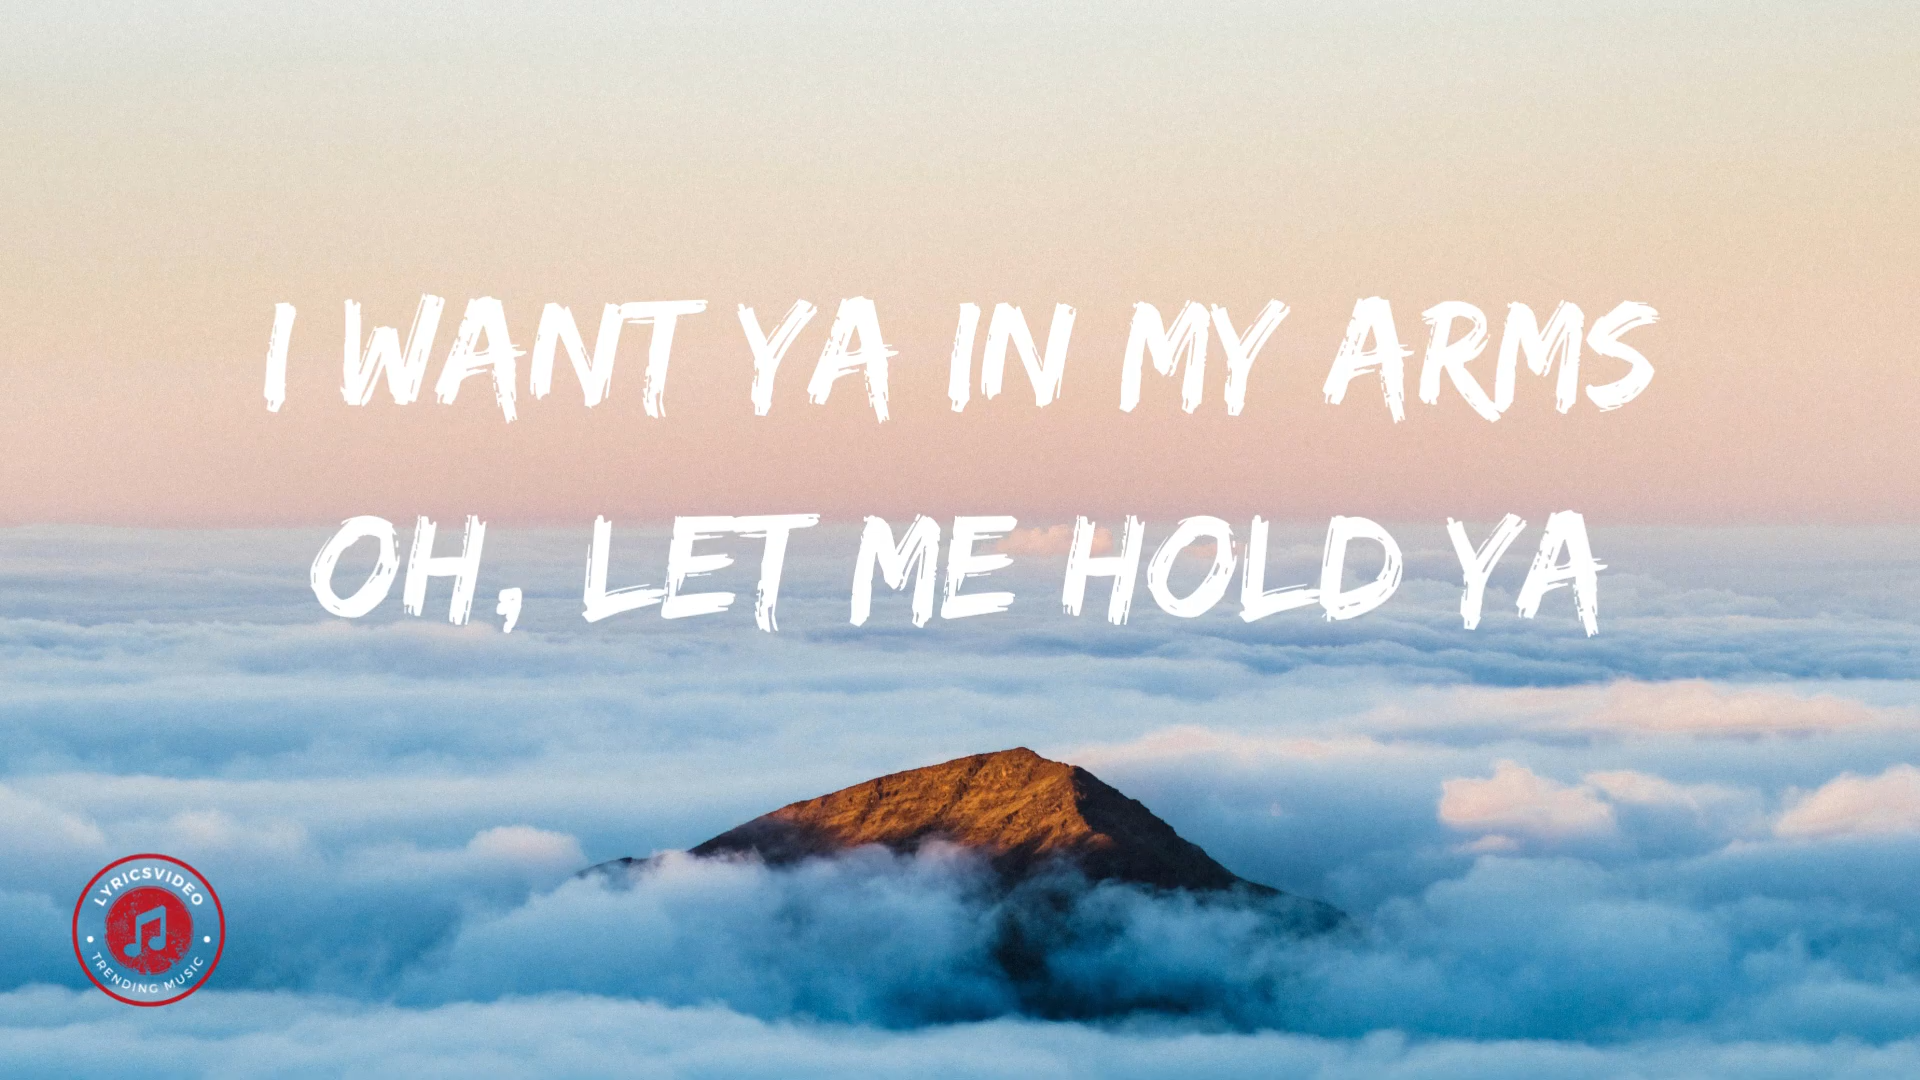 I WANT YA IN MY ARMS
OH, LET ME HOLD YA
LYRICSVIDEO
TRENDING MUSIC